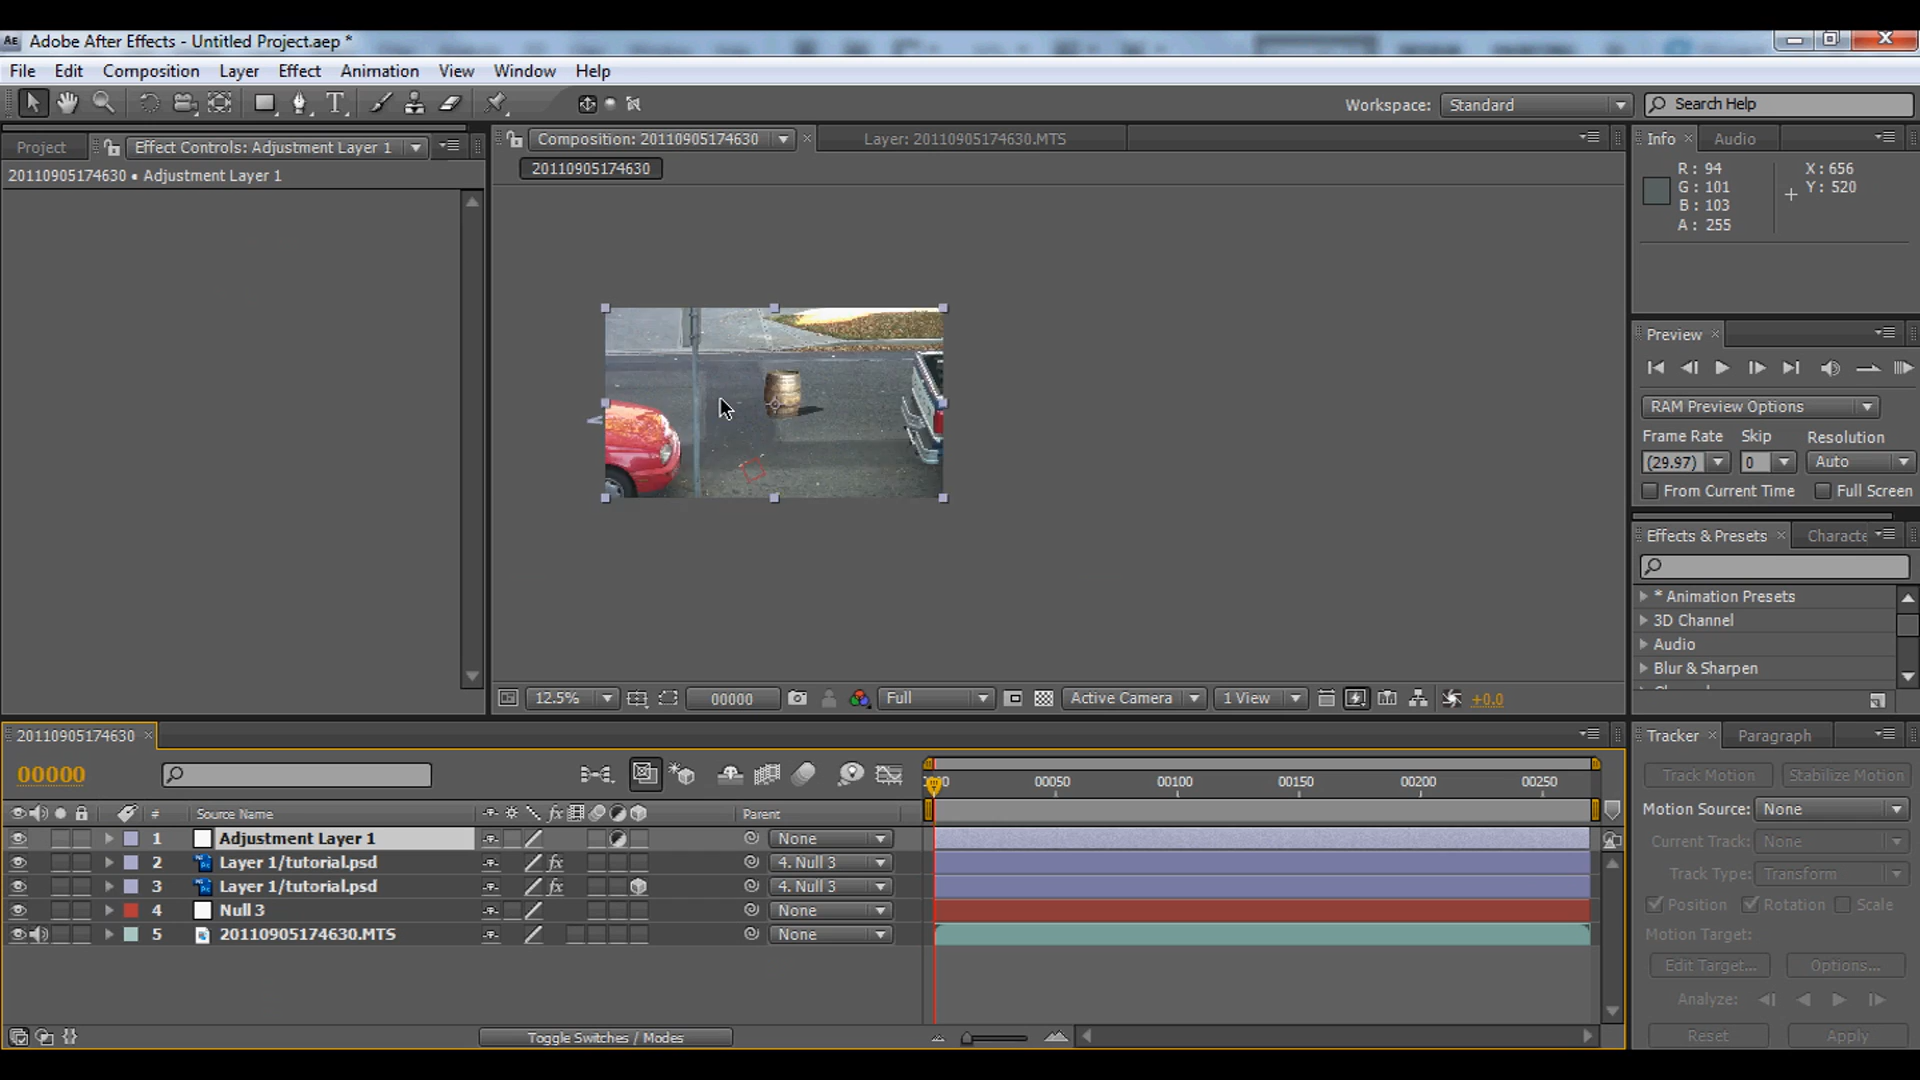 AE Adobe After Effects - Untitled Project.aep *
File Edit Composition Layer Effect Animation View Window Help
Workspace: Standard Search Help
Project Effect Controls: Adjustment Layer 1
20110905174630 • Adjustment Layer 1
Composition: 20110905174630 Layer: 20110905174630.MTS
20110905174630
Info Audio
R: 94
G: 101
B: 103
A: 255
X: 656
Y: 520
Preview
RAM Preview Options
Frame Rate Skip Resolution
(29.97) 0 Auto
From Current Time Full Screen
Effects & Presets Characte
* Animation Presets
3D Channel
Audio
Blur & Sharpen
12.5% 00000 Full Active Camera 1 View +0.0
20110905174630
00000
00050 00100 00150 00200 00250
# Source Name fx Parent
1 Adjustment Layer 1 None
2 Layer 1/tutorial.psd fx 4. Null 3
3 Layer 1/tutorial.psd fx 4. Null 3
4 Null 3 None
5 20110905174630.MTS None
Toggle Switches / Modes
Tracker Paragraph
Track Motion Stabilize Motion
Motion Source: None
Current Track: None
Track Type: Transform
Position Rotation Scale
Motion Target:
Edit Target... Options...
Analyze:
Reset Apply